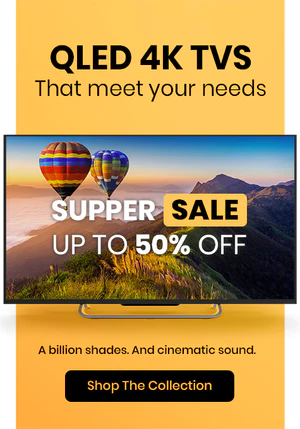 QLED 4K TVS
That meet your needs
SUPPER SALE
UP TO 50% OFF
A billion shades. And cinematic sound.
Shop The Collection